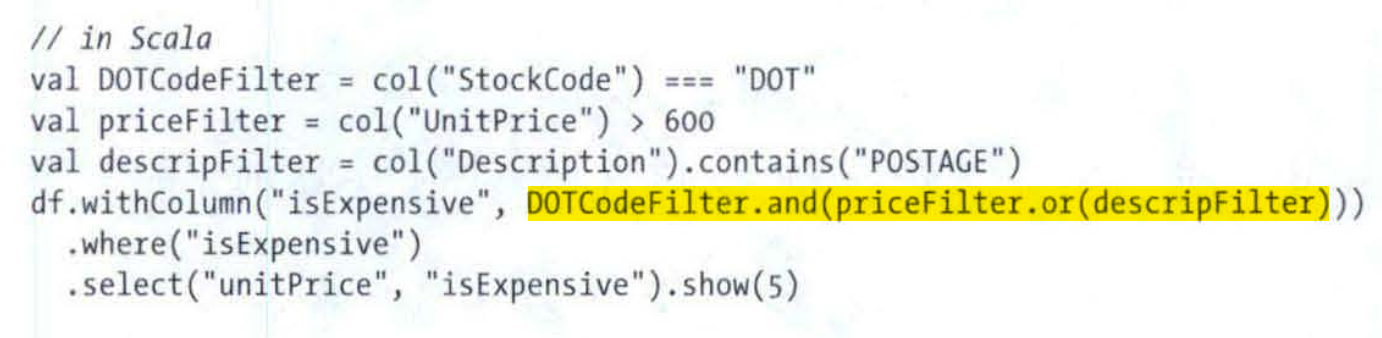 // in Scala
val DOTCodeFilter = col("StockCode") === "DOT"
val priceFilter = col("UnitPrice") > 600
val descripFilter = col("Description").contains("POSTAGE")
df.withColumn("isExpensive", DOTCodeFilter.and(priceFilter.or(descripFilter)))
.where("isExpensive")
.select("unitPrice", "isExpensive").show(5)